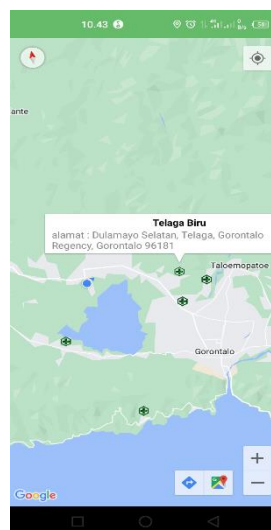 10.43
ante
Telaga Biru
alamat : Dulamayo Selatan, Telaga, Gorontalo
Regency, Gorontalo 96181
Taloemopatoe
Gorontalo
+
−
Google